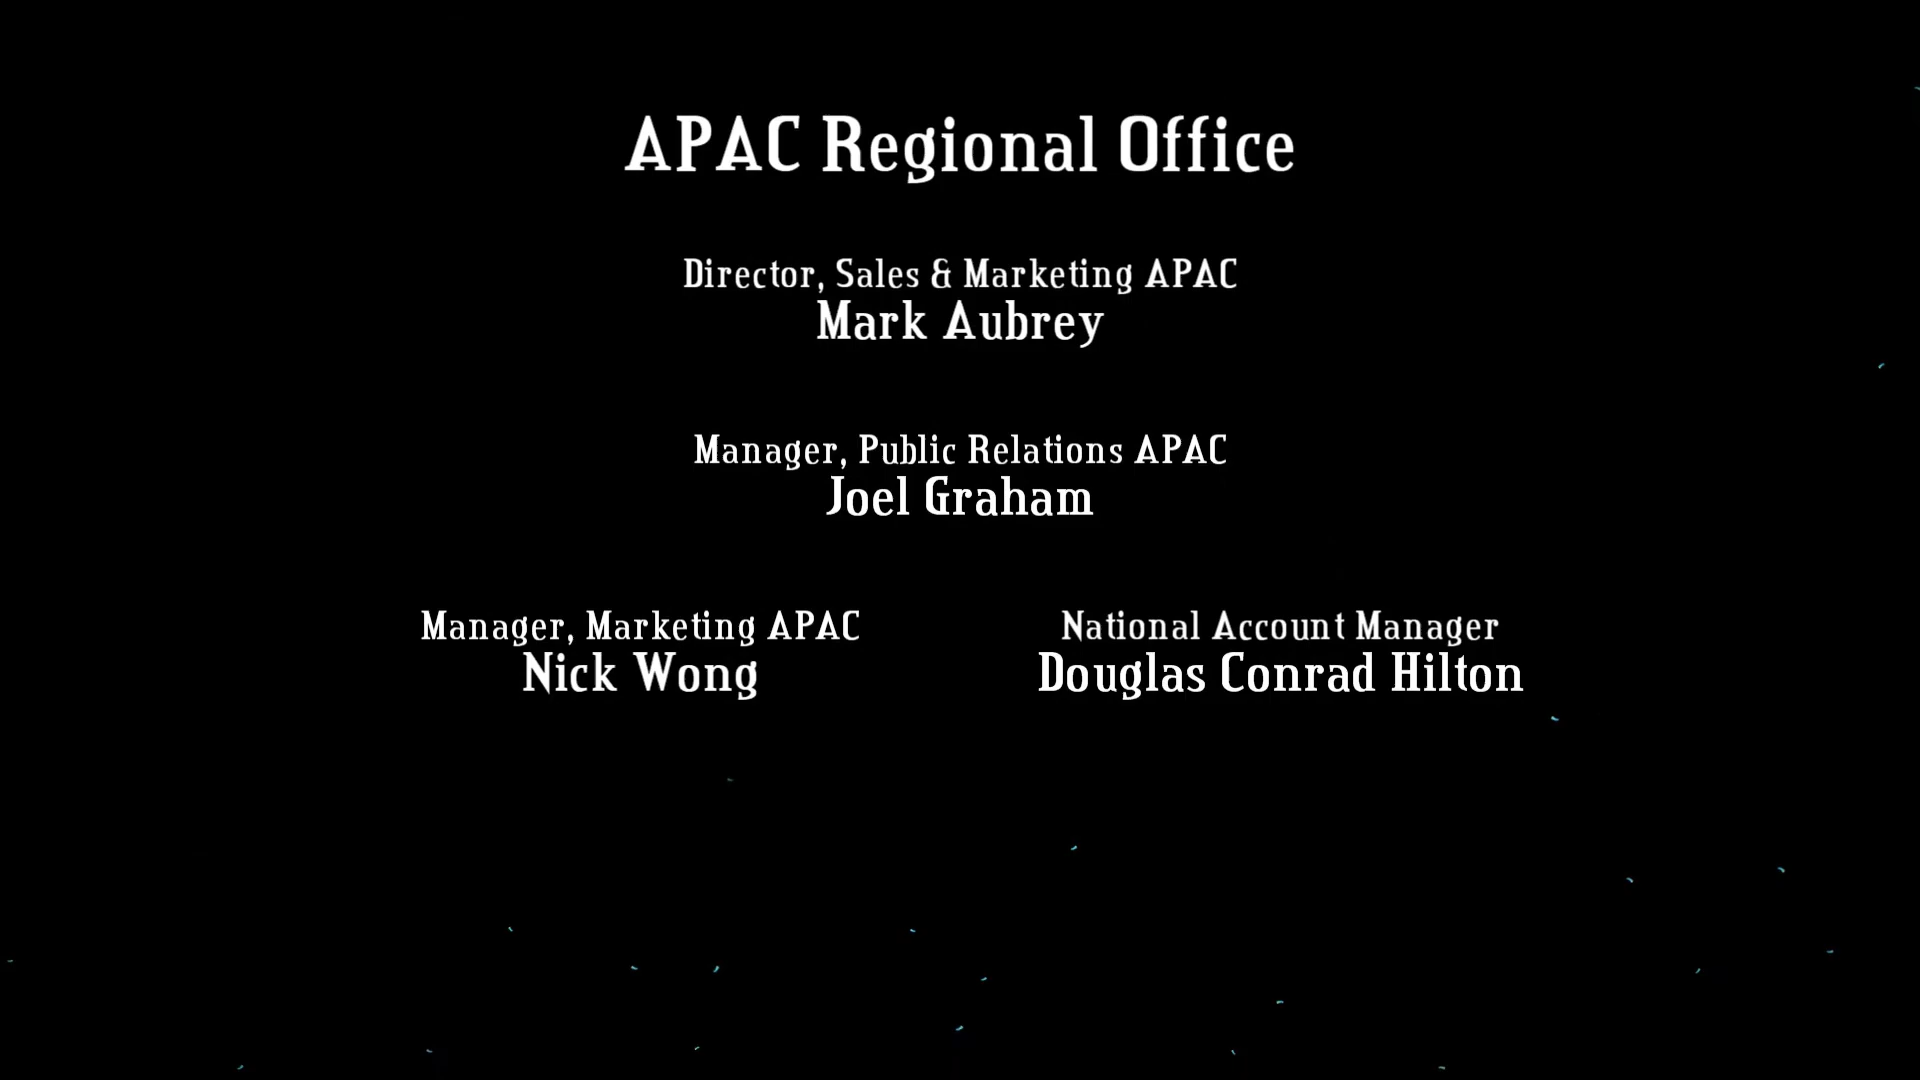 APAC Regional Office
Director, Sales & Marketing APAC
Mark Aubrey
Manager, Public Relations APAC
Joel Graham
Manager, Marketing APAC
Nick Wong
National Account Manager
Douglas Conrad Hilton